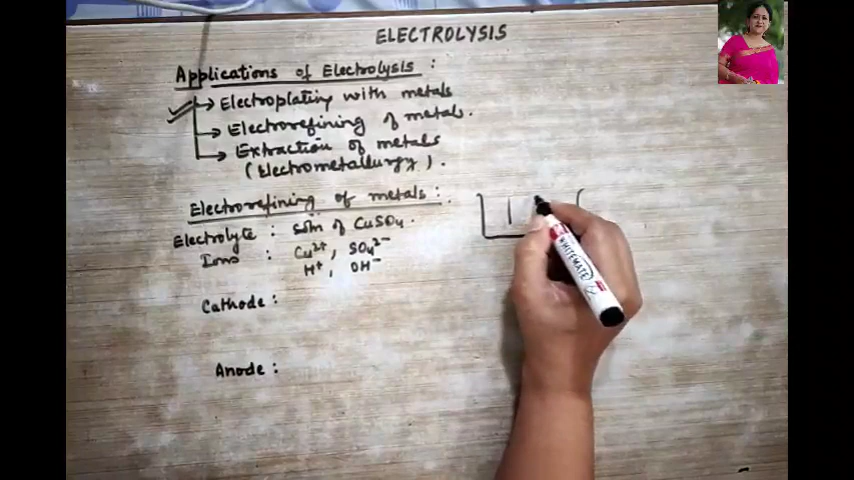 ELECTROLYSIS
Applications of Electrolysis :
Electroplating with metals
Electrorefining of metals.
Extraction of metals
(Electrometallurgy).
Electrorefining of metals :
Electrolyte : soln of CuSO₄.
Ions : Cu²⁺, SO₄²⁻
H⁺, OH⁻
Cathode :
Anode :
WHITEMATE